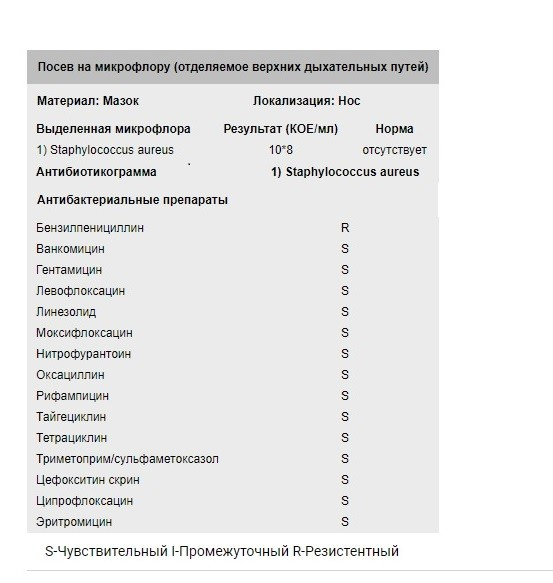 Посев на микрофлору (отделяемое верхних дыхательных путей)
Материал: Мазок Локализация: Нос
Выделенная микрофлора Результат (КОЕ/мл) Норма
1) Staphylococcus aureus 10*8 отсутствует
Антибиотикограмма 1) Staphylococcus aureus
Антибактериальные препараты
Бензилпенициллин R
Ванкомицин S
Гентамицин S
Левофлоксацин S
Линезолид S
Моксифлоксацин S
Нитрофурантоин S
Оксациллин S
Рифампицин S
Тайгециклин S
Тетрациклин S
Триметоприм/сульфаметоксазол S
Цефокситин скрин S
Ципрофлоксацин S
Эритромицин S
S-Чувствительный I-Промежуточный R-Резистентный